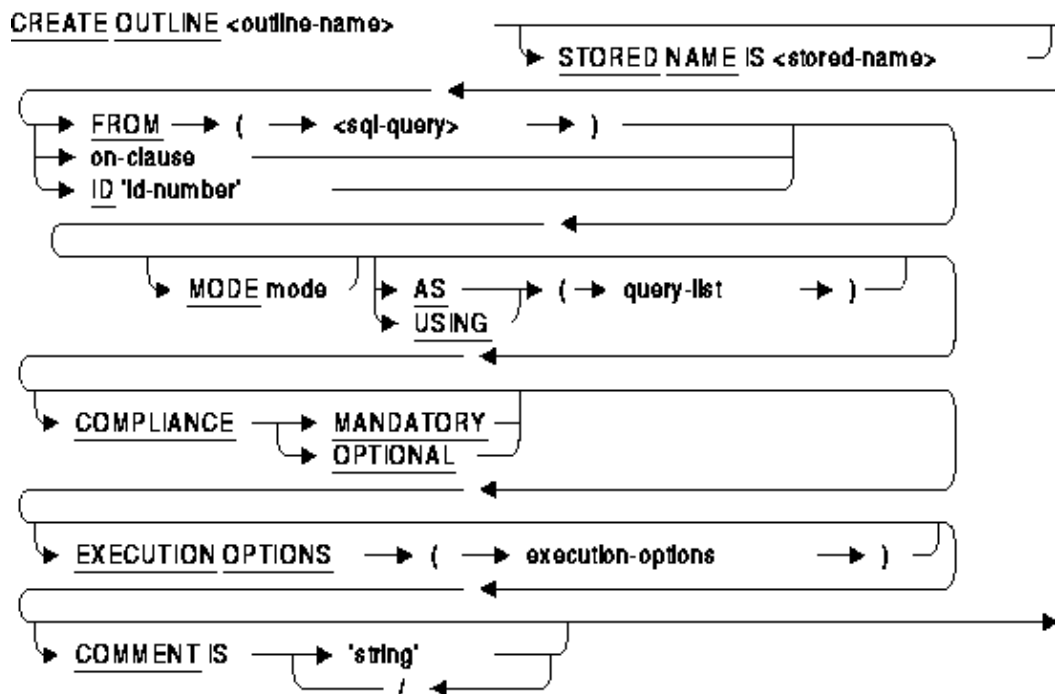 CREATE OUTLINE <outline-name>
STORED NAME IS <stored-name>
FROM ( <sql-query> )
on-clause
ID 'id-number'
MODE mode AS ( query-list )
USING
COMPLIANCE MANDATORY
OPTIONAL
EXECUTION OPTIONS ( execution-options )
COMMENT IS 'string'
/